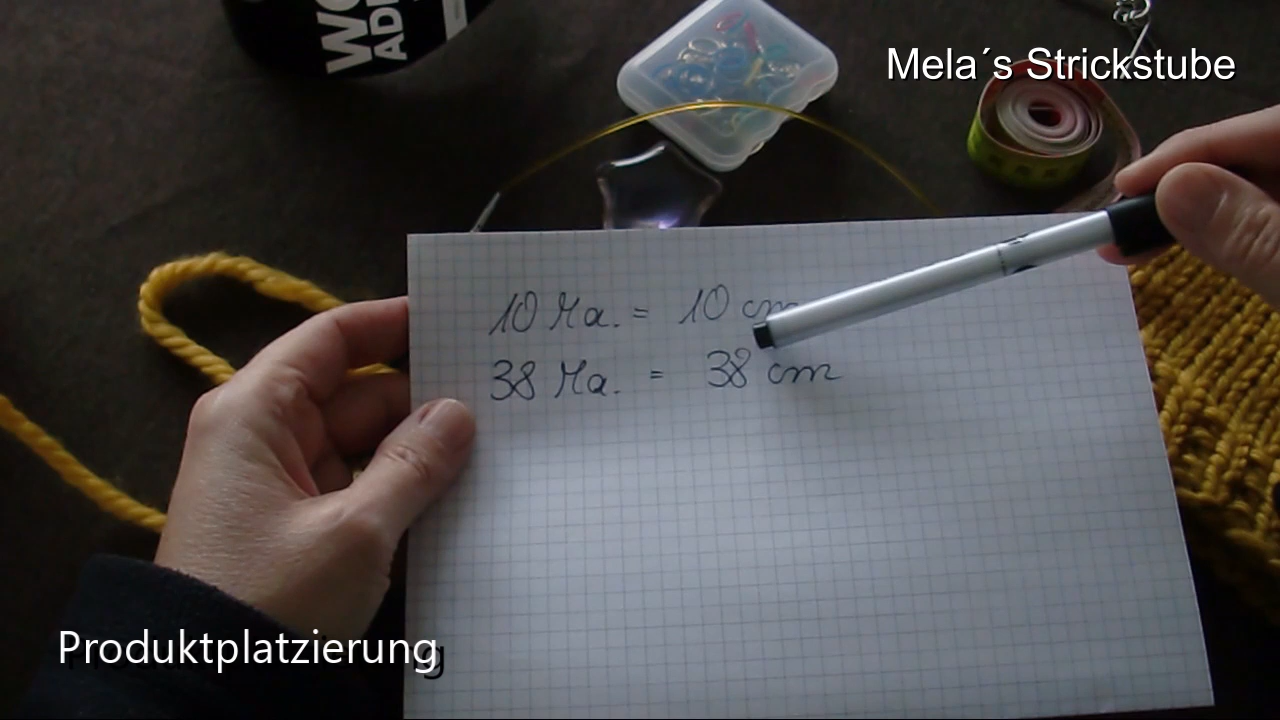 Mela´s Strickstube
10 Ma. = 10 cm
38 Ma. = 38 cm
Produktplatzierung